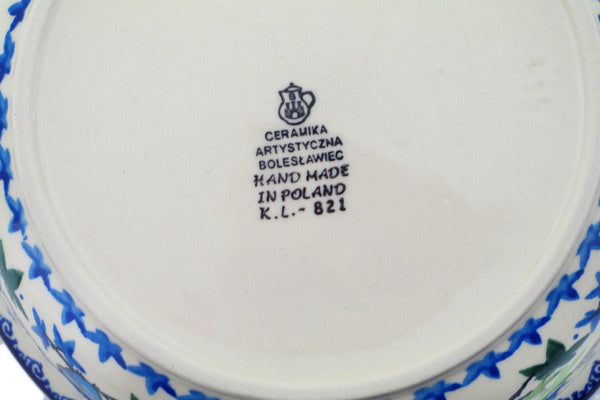 CERAMIKA
ARTYSTYCZNA
BOLESŁAWIEC
HAND MADE
IN POLAND
K.L.- 821